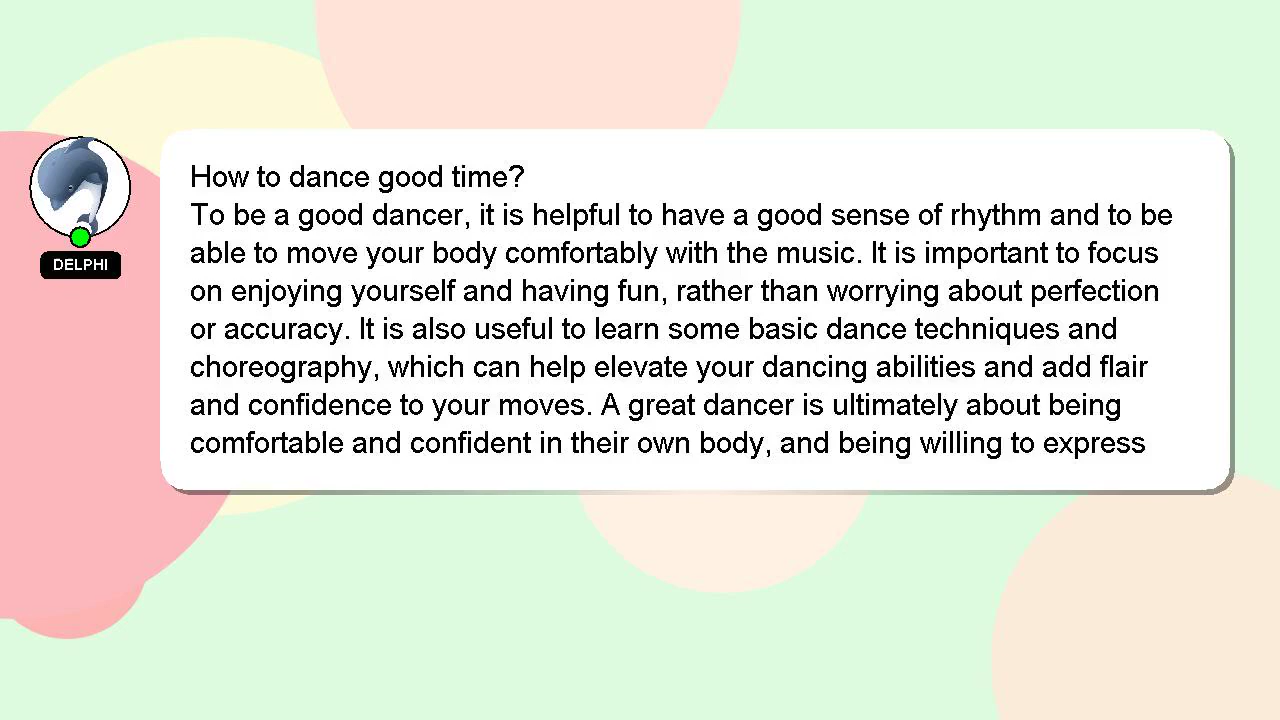 How to dance good time?
To be a good dancer, it is helpful to have a good sense of rhythm and to be
able to move your body comfortably with the music. It is important to focus
on enjoying yourself and having fun, rather than worrying about perfection
or accuracy. It is also useful to learn some basic dance techniques and
choreography, which can help elevate your dancing abilities and add flair
and confidence to your moves. A great dancer is ultimately about being
comfortable and confident in their own body, and being willing to express
DELPHI